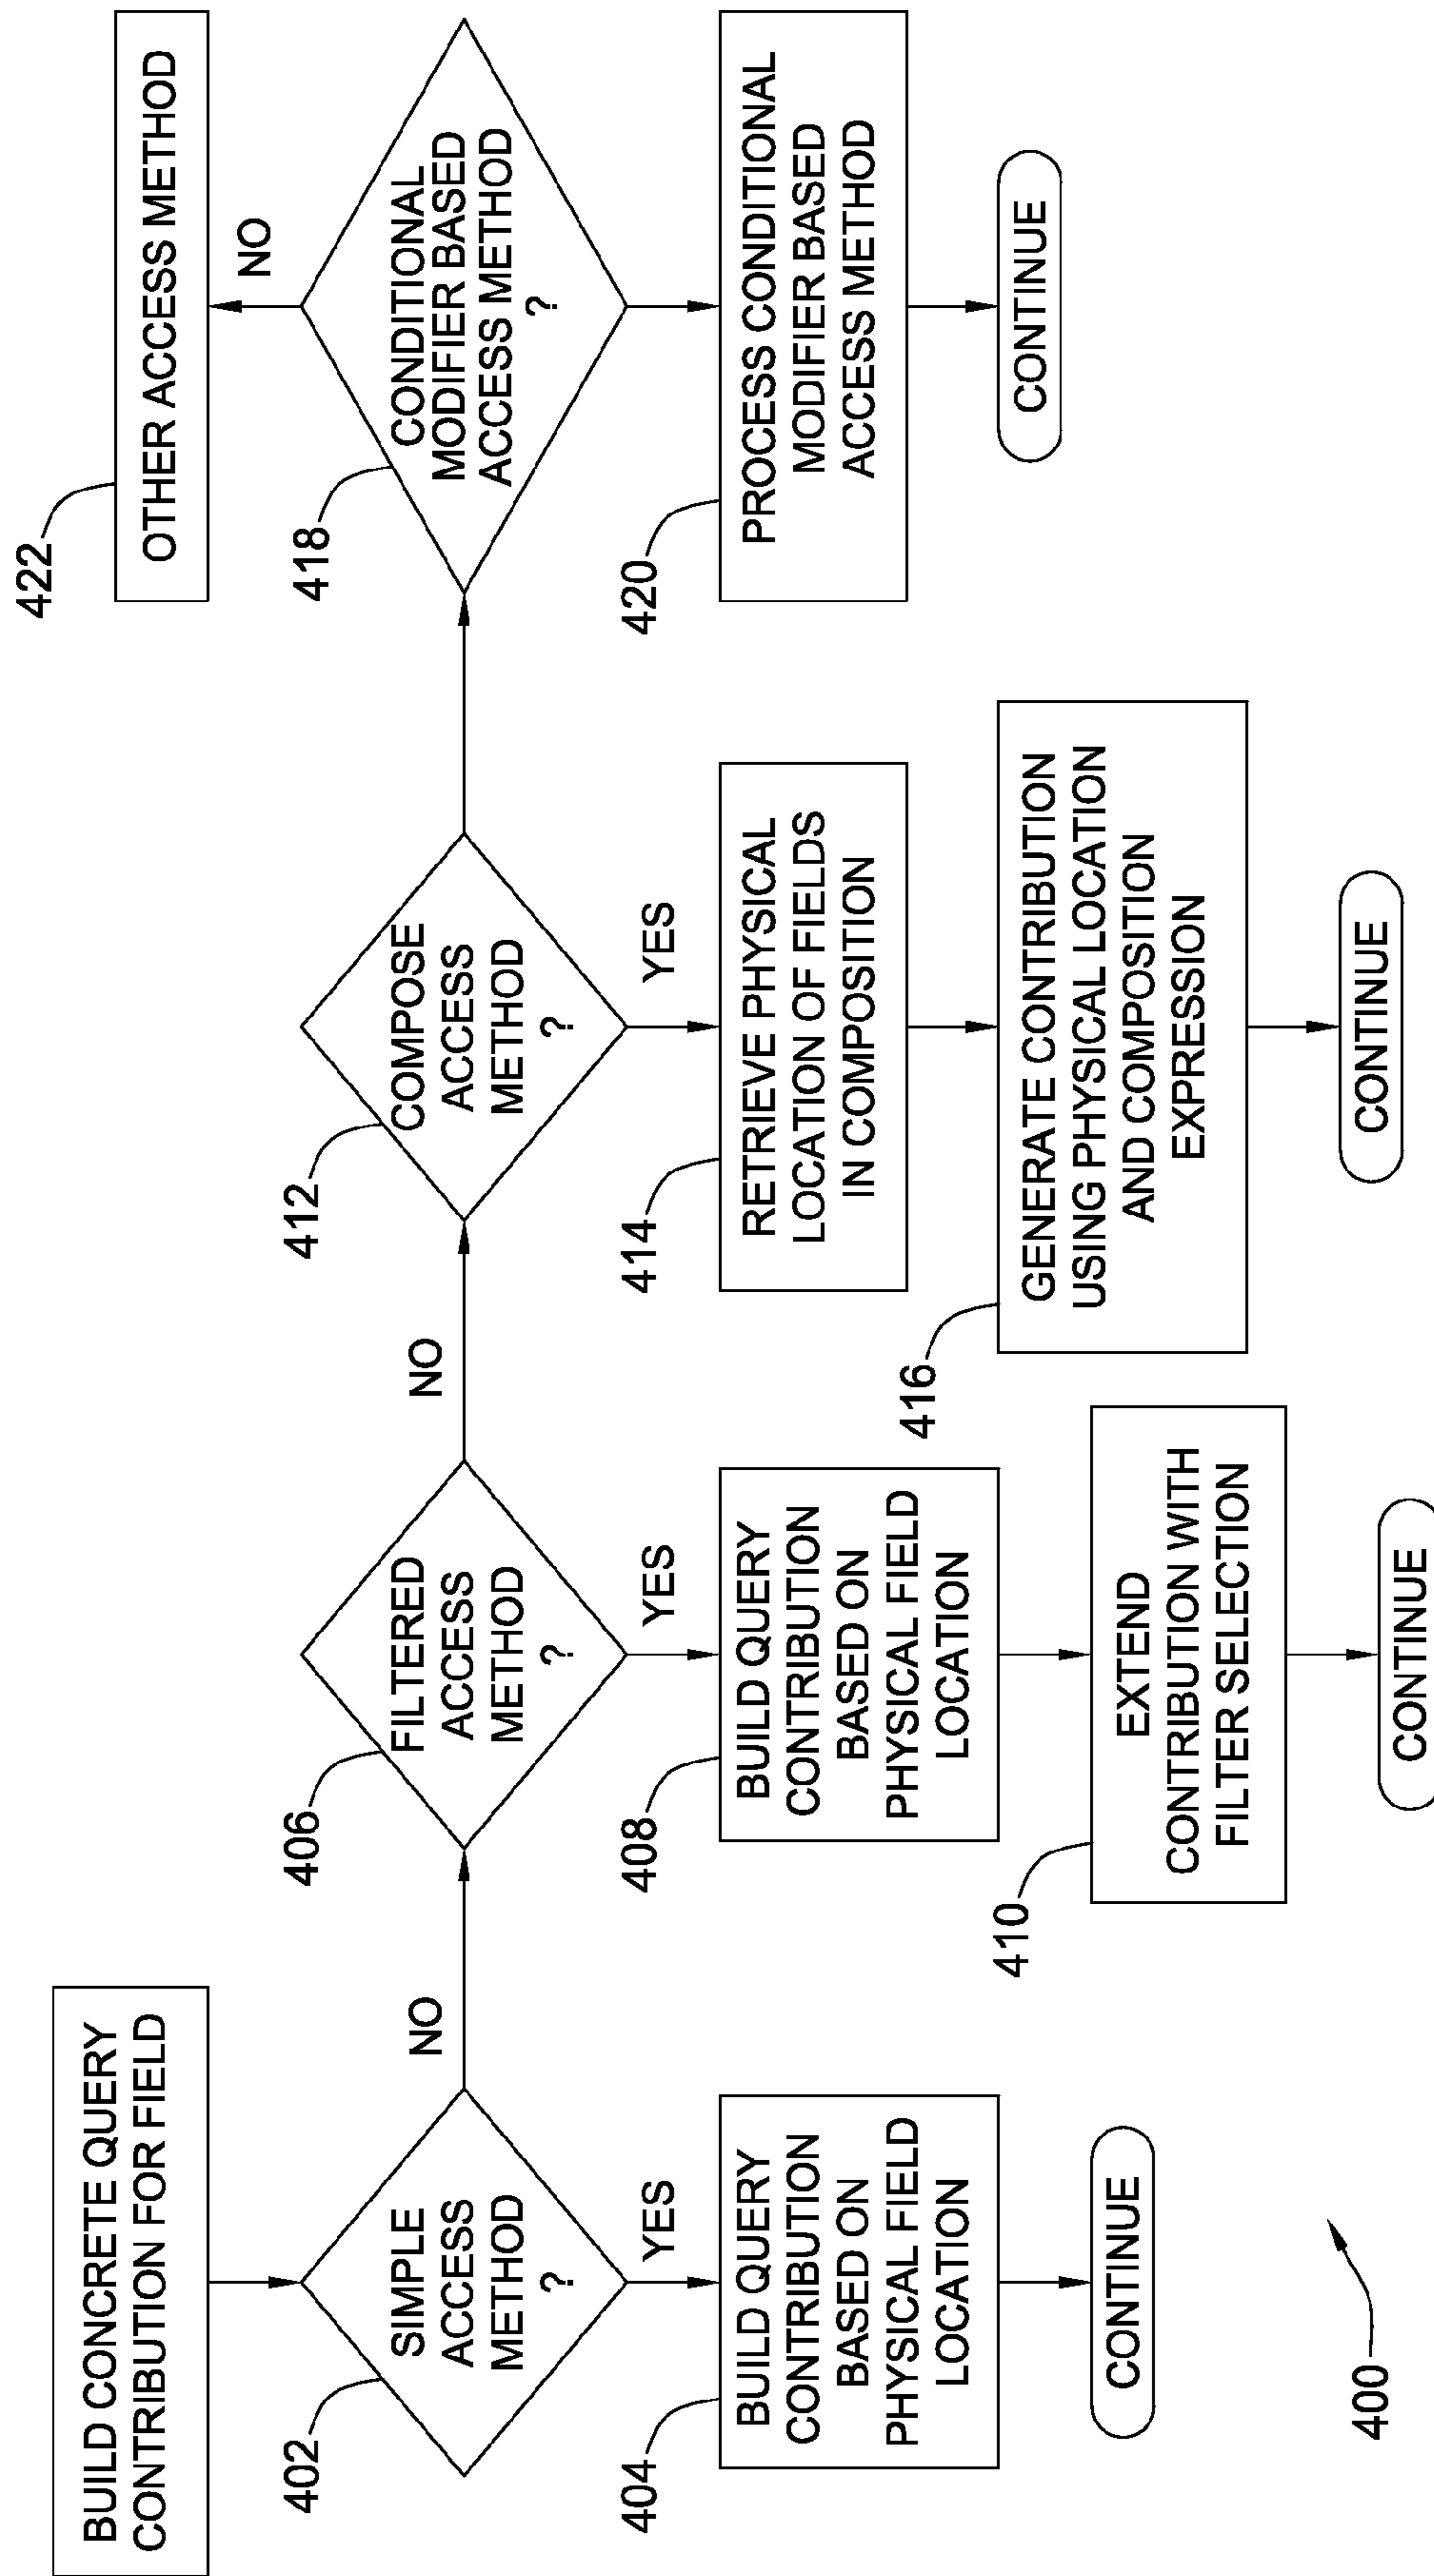 BUILD CONCRETE QUERY
CONTRIBUTION FOR FIELD
402
SIMPLE
ACCESS
METHOD
?
NO
YES
404
BUILD QUERY
CONTRIBUTION
BASED ON
PHYSICAL FIELD
LOCATION
CONTINUE
406
FILTERED
ACCESS
METHOD
?
NO
YES
408
BUILD QUERY
CONTRIBUTION
BASED ON
PHYSICAL FIELD
LOCATION
410
EXTEND
CONTRIBUTION WITH
FILTER SELECTION
CONTINUE
412
COMPOSE
ACCESS
METHOD
?
YES
414
RETRIEVE PHYSICAL
LOCATION OF FIELDS
IN COMPOSITION
416
GENERATE CONTRIBUTION
USING PHYSICAL LOCATION
AND COMPOSITION
EXPRESSION
CONTINUE
422
OTHER ACCESS METHOD
NO
418
CONDITIONAL
MODIFIER BASED
ACCESS METHOD
?
420
PROCESS CONDITIONAL
MODIFIER BASED
ACCESS METHOD
CONTINUE
400